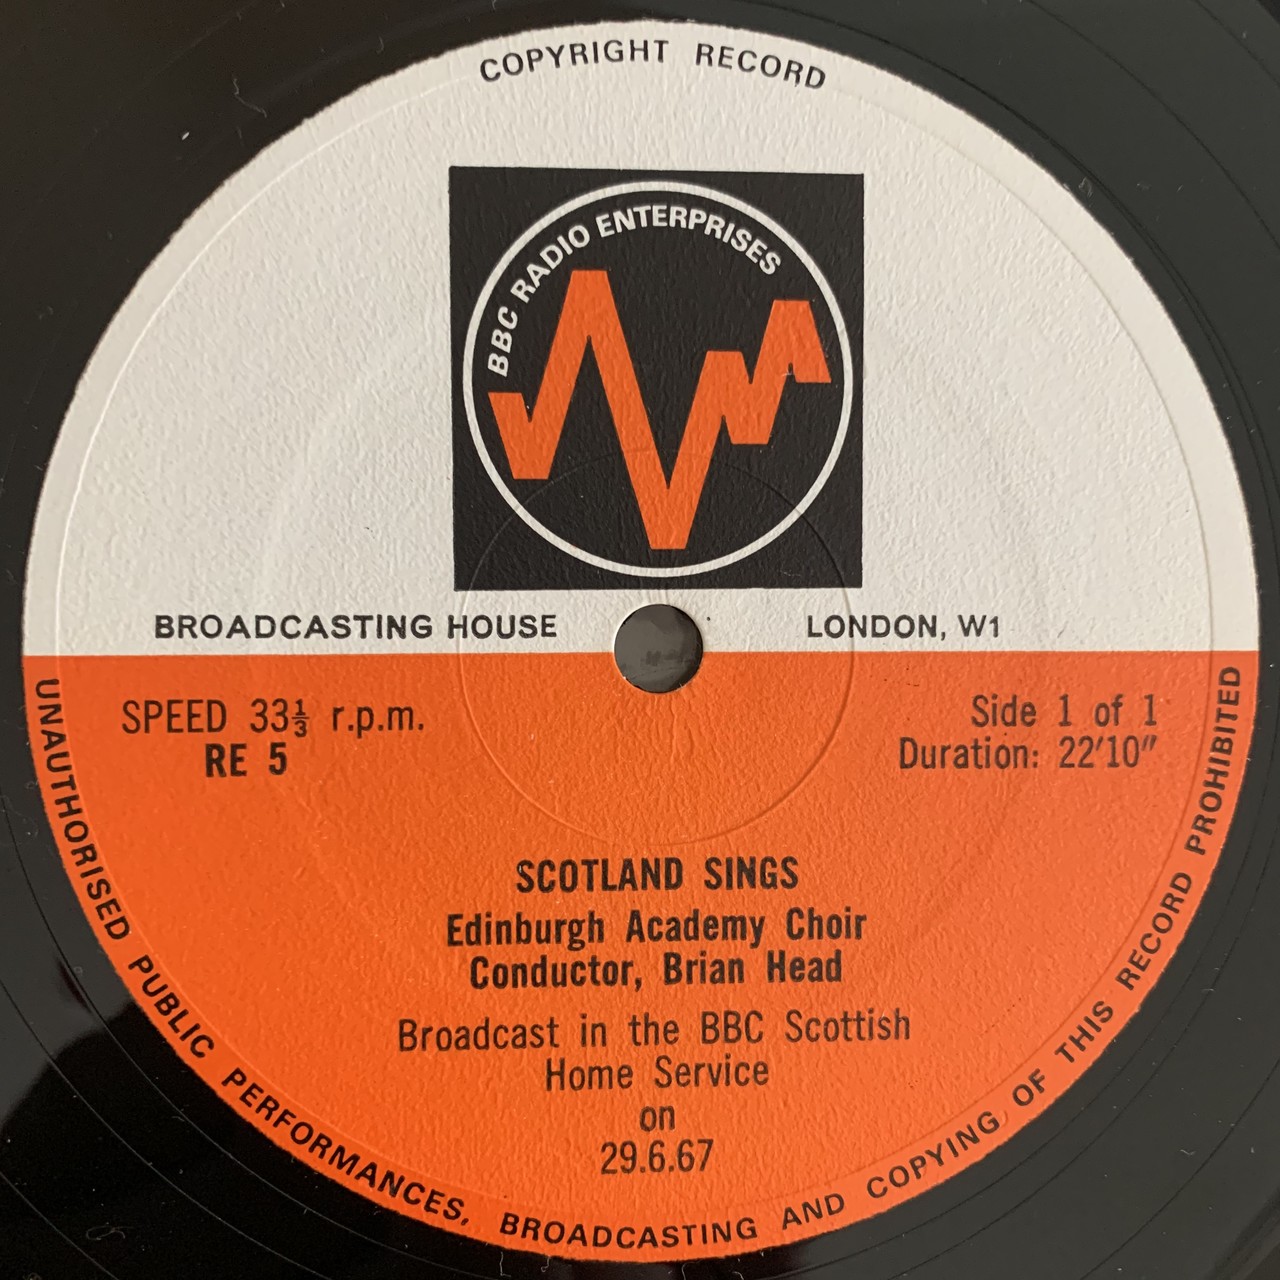 COPYRIGHT RECORD
BBC RADIO ENTERPRISES
BROADCASTING HOUSE LONDON, W1
SPEED 33⅓ r.p.m.
RE 5
Side 1 of 1
Duration: 22'10"
SCOTLAND SINGS
Edinburgh Academy Choir
Conductor, Brian Head
Broadcast in the BBC Scottish
Home Service
on
29.6.67
UNAUTHORISED PUBLIC PERFORMANCES, BROADCASTING AND COPYING OF THIS RECORD PROHIBITED